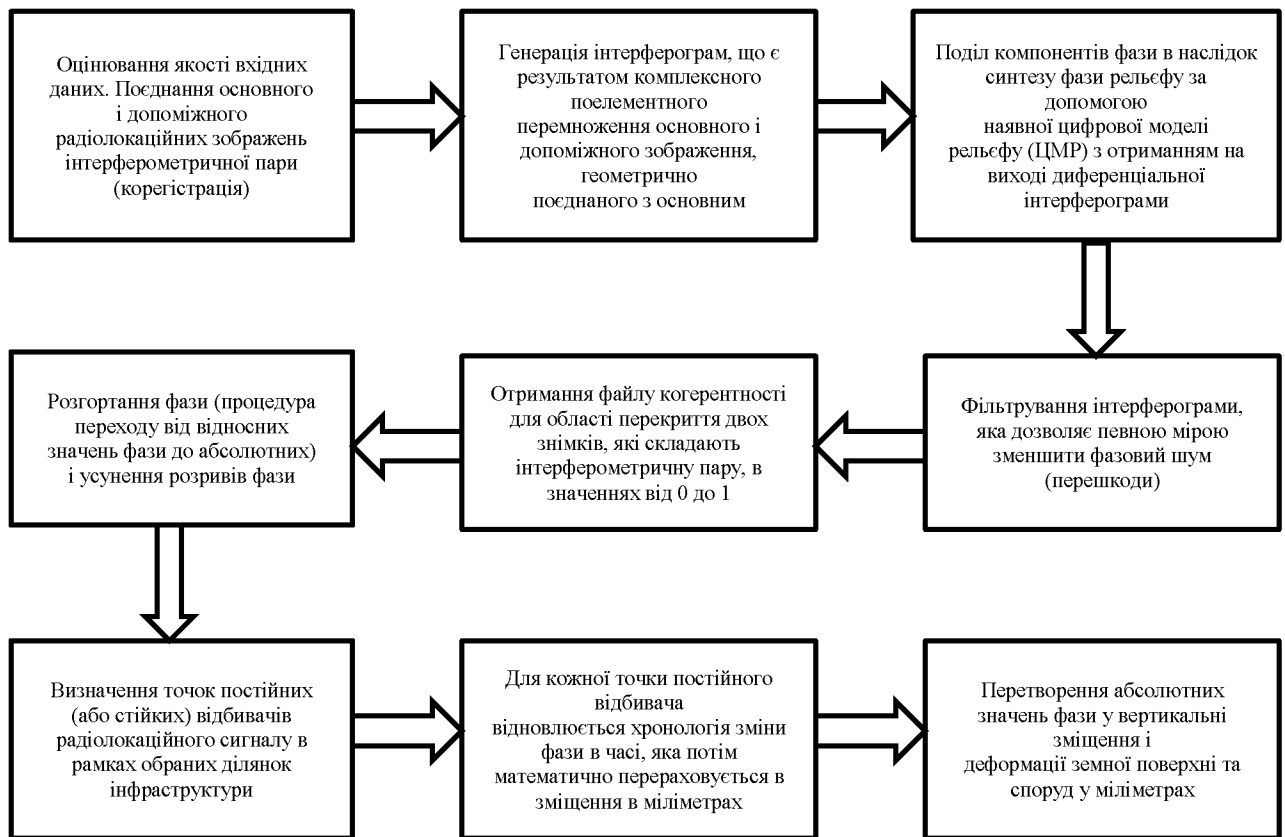 Оцінювання якості вхідних
даних. Поєднання основного
і допоміжного
радіолокаційних зображень
інтерферометричної пари
(корегістрація)
Генерація інтерферограм, що є
результатом комплексного
поелементного
перемноження основного і
допоміжного зображення,
геометрично
поєднаного з основним
Поділ компонентів фази в наслідок
синтезу фази рельєфу за
допомогою
наявної цифрової моделі
рельєфу (ЦМР) з отриманням на
виході диференціальної
інтерферограми
Розгортання фази (процедура
переходу від відносних
значень фази до абсолютних)
і усунення розривів фази
Отримання файлу когерентності
для області перекриття двох
знімків, які складають
інтерферометричну пару, в
значеннях від 0 до 1
Фільтрування інтерферограми,
яка дозволяє певною мірою
зменшити фазовий шум
(перешкоди)
Визначення точок постійних
(або стійких) відбивачів
радіолокаційного сигналу в
рамках обраних ділянок
інфраструктури
Для кожної точки постійного
відбивача
відновлюється хронологія зміни
фази в часі, яка потім
математично перераховується в
зміщення в міліметрах
Перетворення абсолютних
значень фази у вертикальні
зміщення і
деформації земної поверхні та
споруд у міліметрах